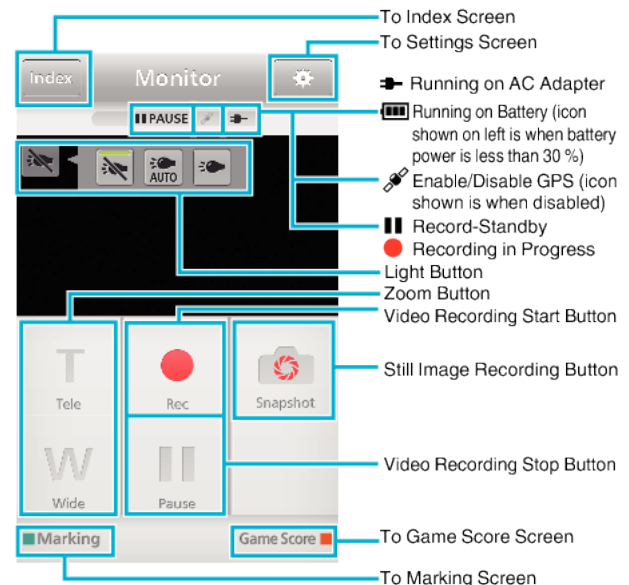 To Index Screen
To Settings Screen
Index
Monitor
Running on AC Adapter
PAUSE
Running on Battery (icon
shown on left is when battery
power is less than 30 %)
AUTO
Enable/Disable GPS (icon
shown is when disabled)
Record-Standby
Recording in Progress
Light Button
Zoom Button
Video Recording Start Button
T
Tele
Rec
Snapshot
Still Image Recording Button
W
Wide
Pause
Video Recording Stop Button
Marking
Game Score
To Game Score Screen
To Marking Screen